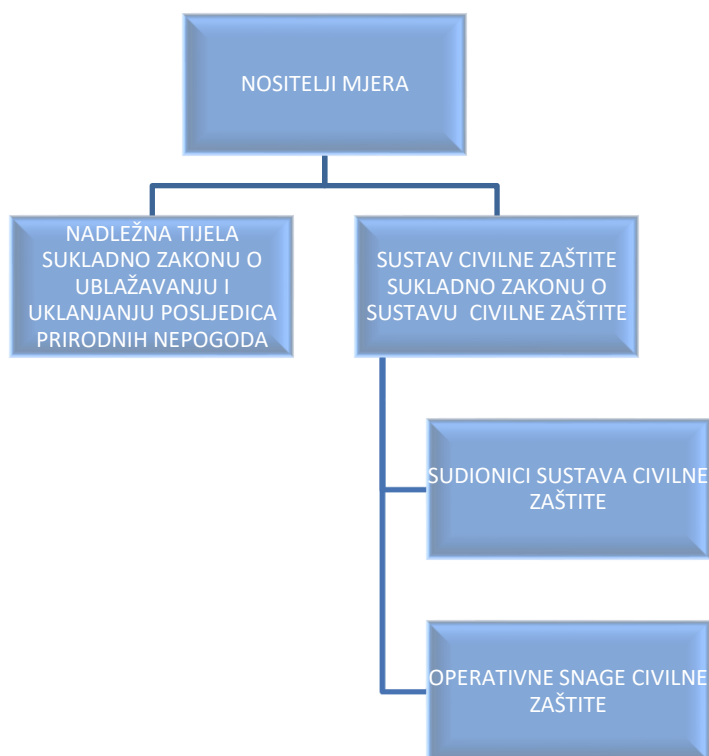 NOSITELJI MJERA
NADLEŽNA TIJELA
SUKLADNO ZAKONU O
UBLAŽAVANJU I
UKLANJANJU POSLJEDICA
PRIRODNIH NEPOGODA
SUSTAV CIVILNE ZAŠTITE
SUKLADNO ZAKONU O
SUSTAVU CIVILNE ZAŠTITE
SUDIONICI SUSTAVA CIVILNE
ZAŠTITE
OPERATIVNE SNAGE CIVILNE
ZAŠTITE